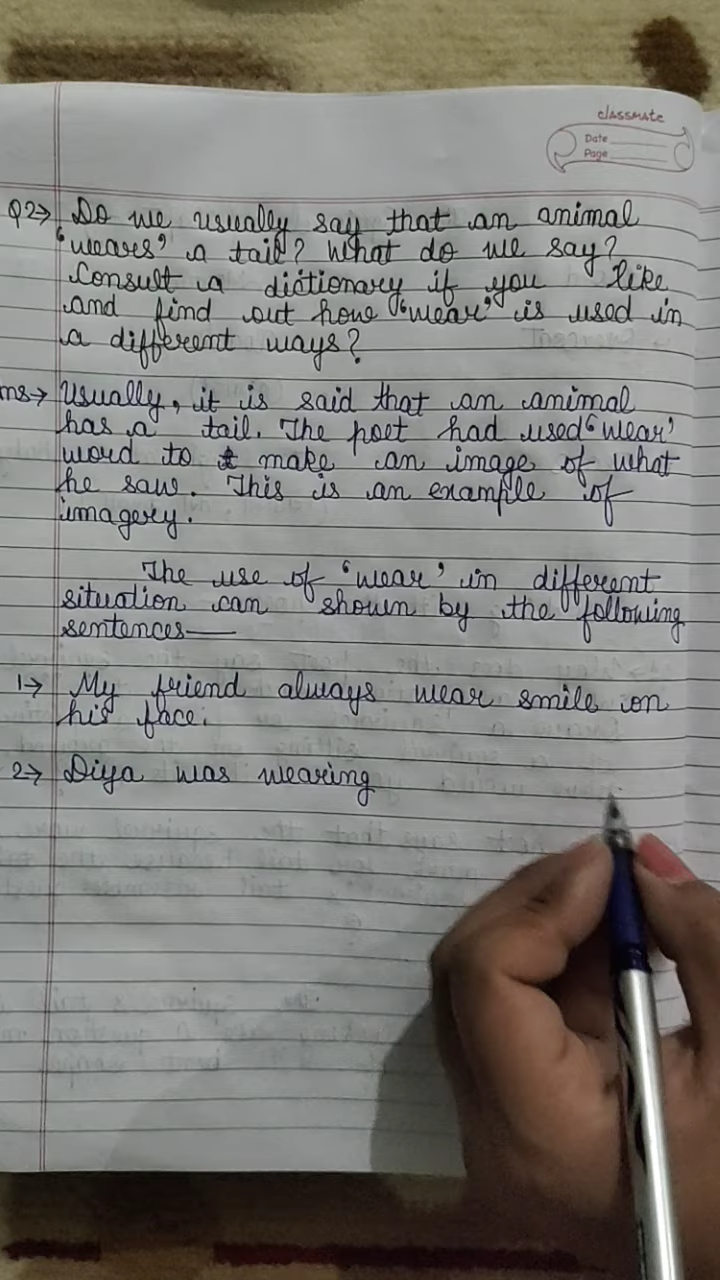 classmate
Date
Page
Q2→ Do we usually say that an animal
'wears' a tail? What do we say?
Consult a dictionary if you like
and find out how 'wear' is used in
a different ways?
ns→ Usually, it is said that an animal
has a tail. The poet had used 'wear'
word to make an image of what
he saw. This is an example of
imagery.
The use of 'wear' in different
situation can shown by the following
sentences—
1→ My friend always wear smile on
his face.
2→ Diya was wearing